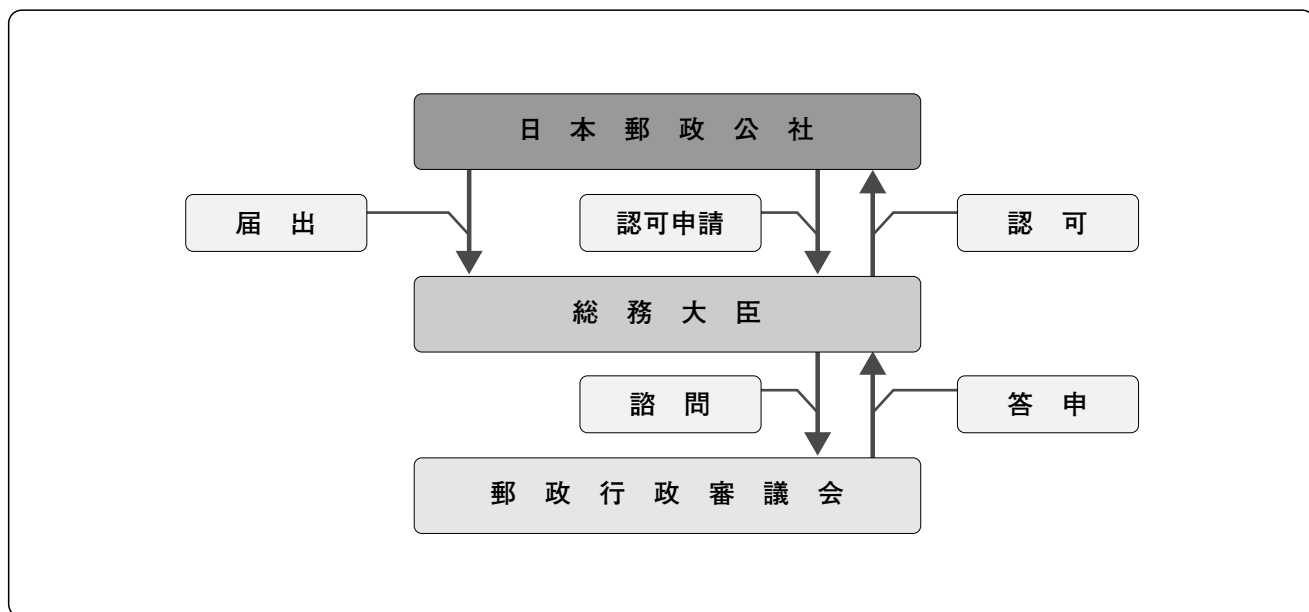 日本郵政公社
届出
認可申請
認可
総務大臣
諮問
答申
郵政行政審議会